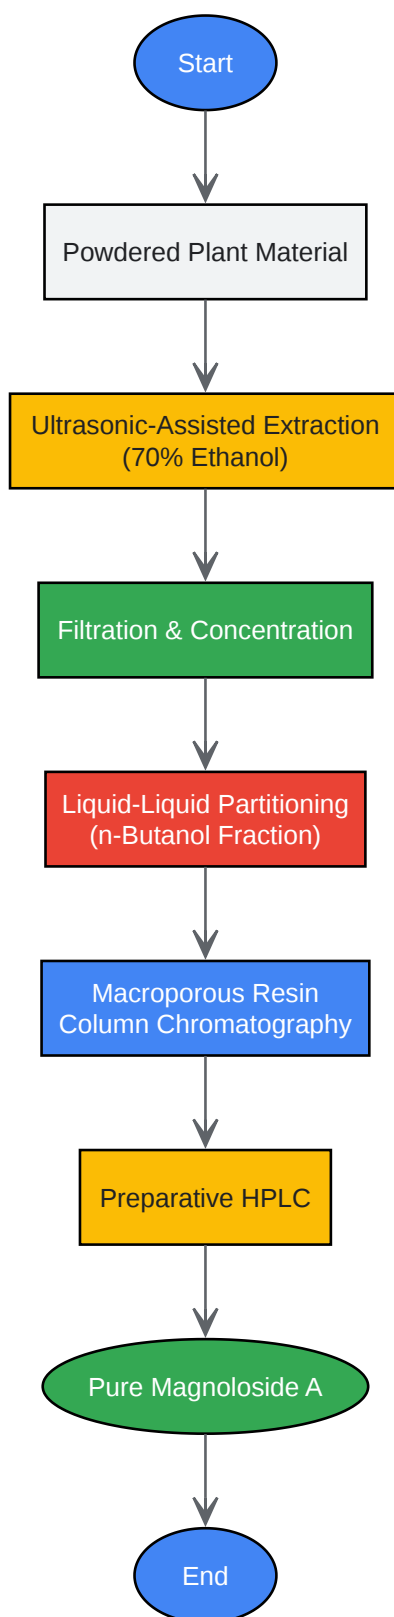 Start
Powdered Plant Material
Ultrasonic-Assisted Extraction
(70% Ethanol)
Filtration & Concentration
Liquid-Liquid Partitioning
(n-Butanol Fraction)
Macroporous Resin
Column Chromatography
Preparative HPLC
Pure Magnoloside A
End